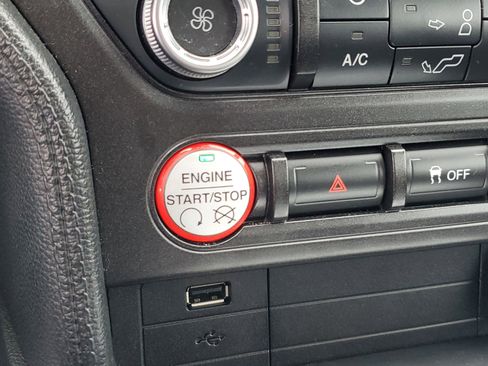 A/C
ENGINE
START/STOP
OFF